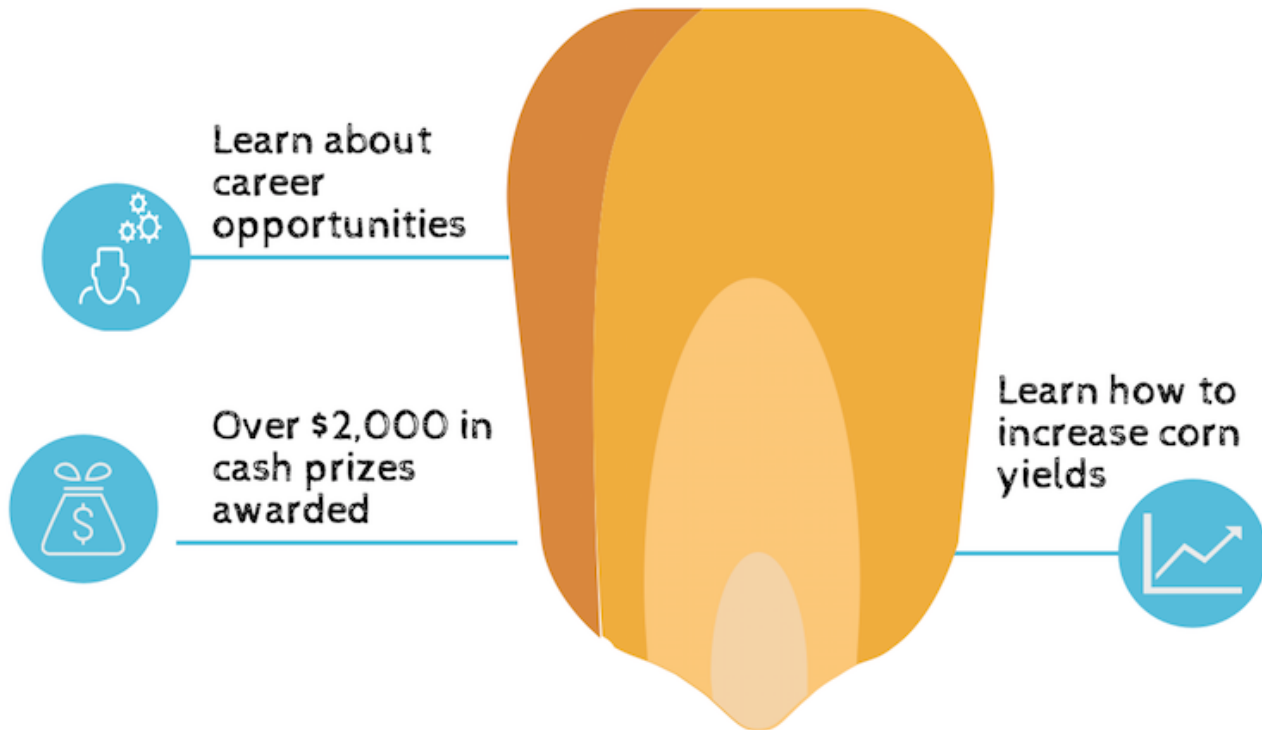 Learn about
career
opportunities
Over $2,000 in
cash prizes
awarded
Learn how to
increase corn
yields
$